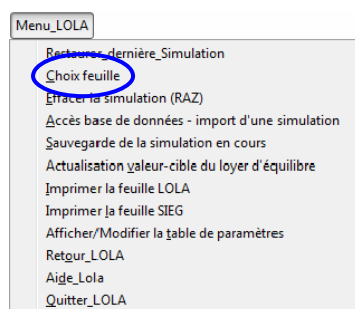 Menu_LOLA
Restaurer_dernière_Simulation
Choix feuille
Effacer la simulation (RAZ)
Accès base de données - import d'une simulation
Sauvegarde de la simulation en cours
Actualisation valeur-cible du loyer d'équilibre
Imprimer la feuille LOLA
Imprimer la feuille SIEG
Afficher/Modifier la table de paramètres
Retour_LOLA
Aide_Lola
Quitter_LOLA